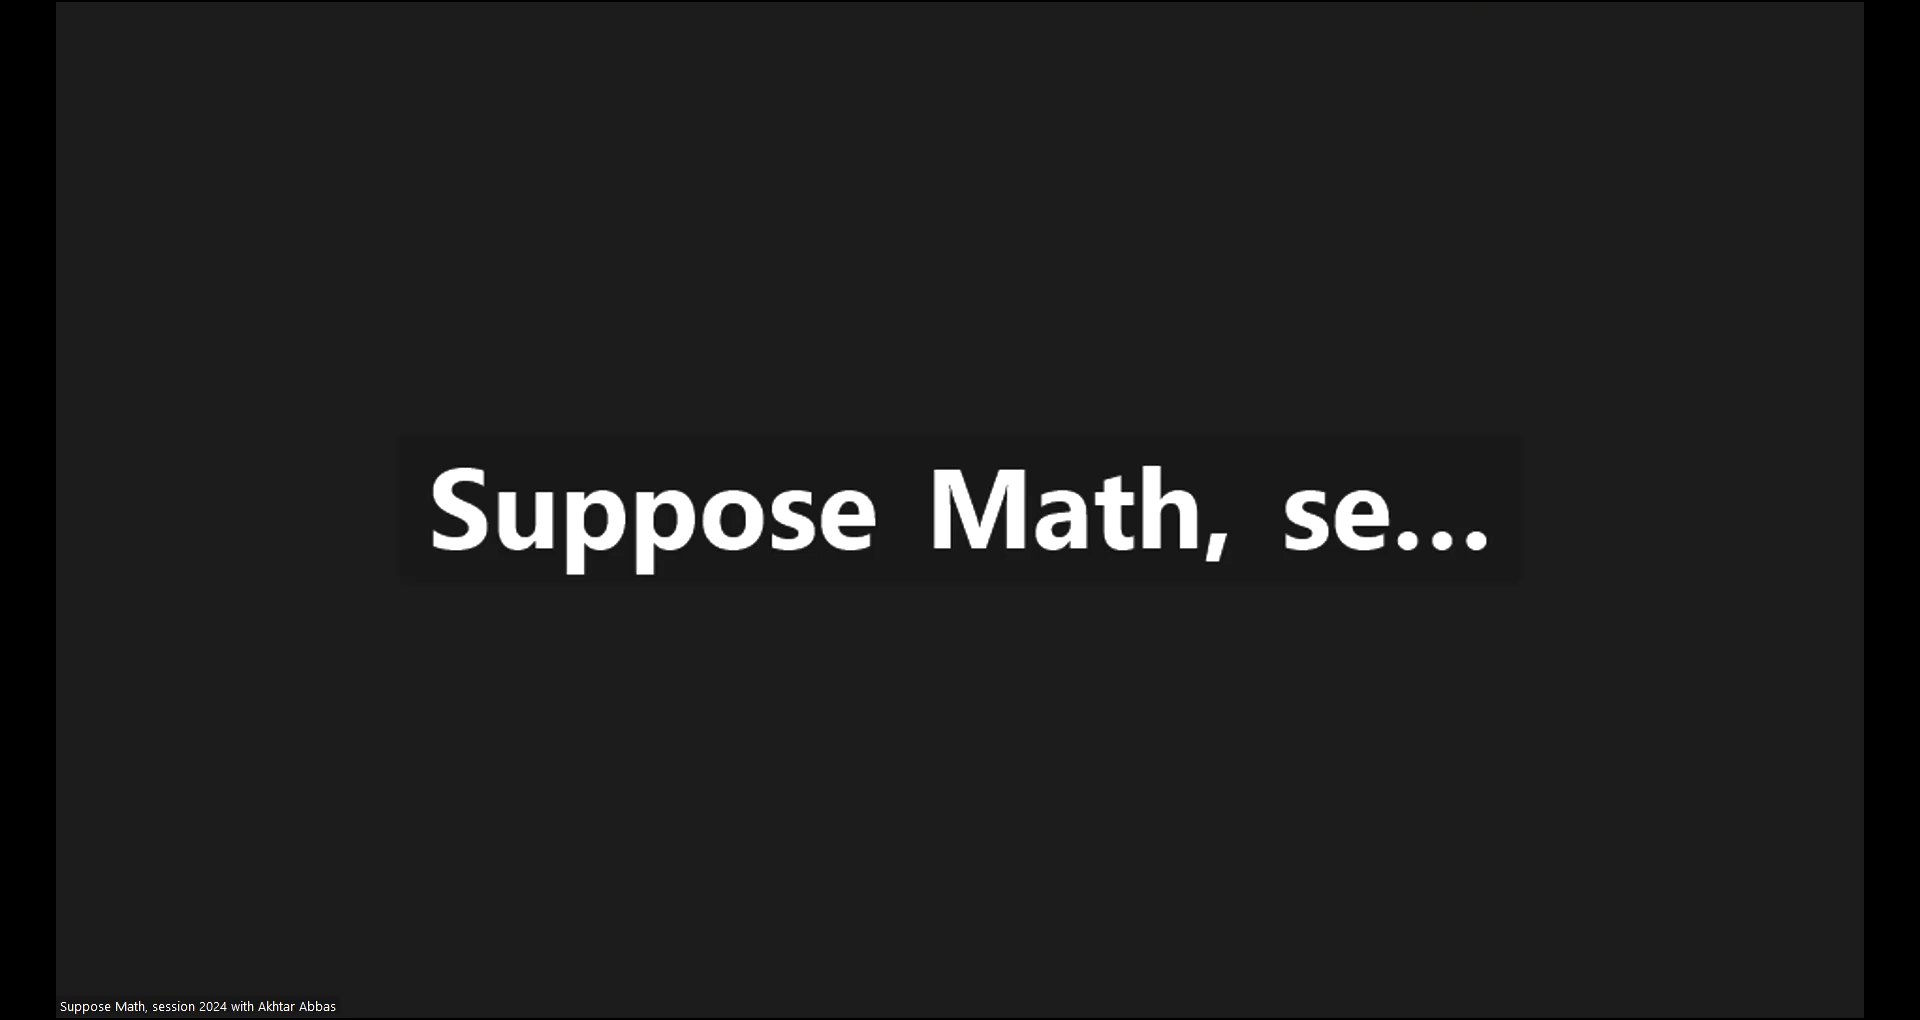 Suppose Math, se...
Suppose Math, session 2024 with Akhtar Abbas